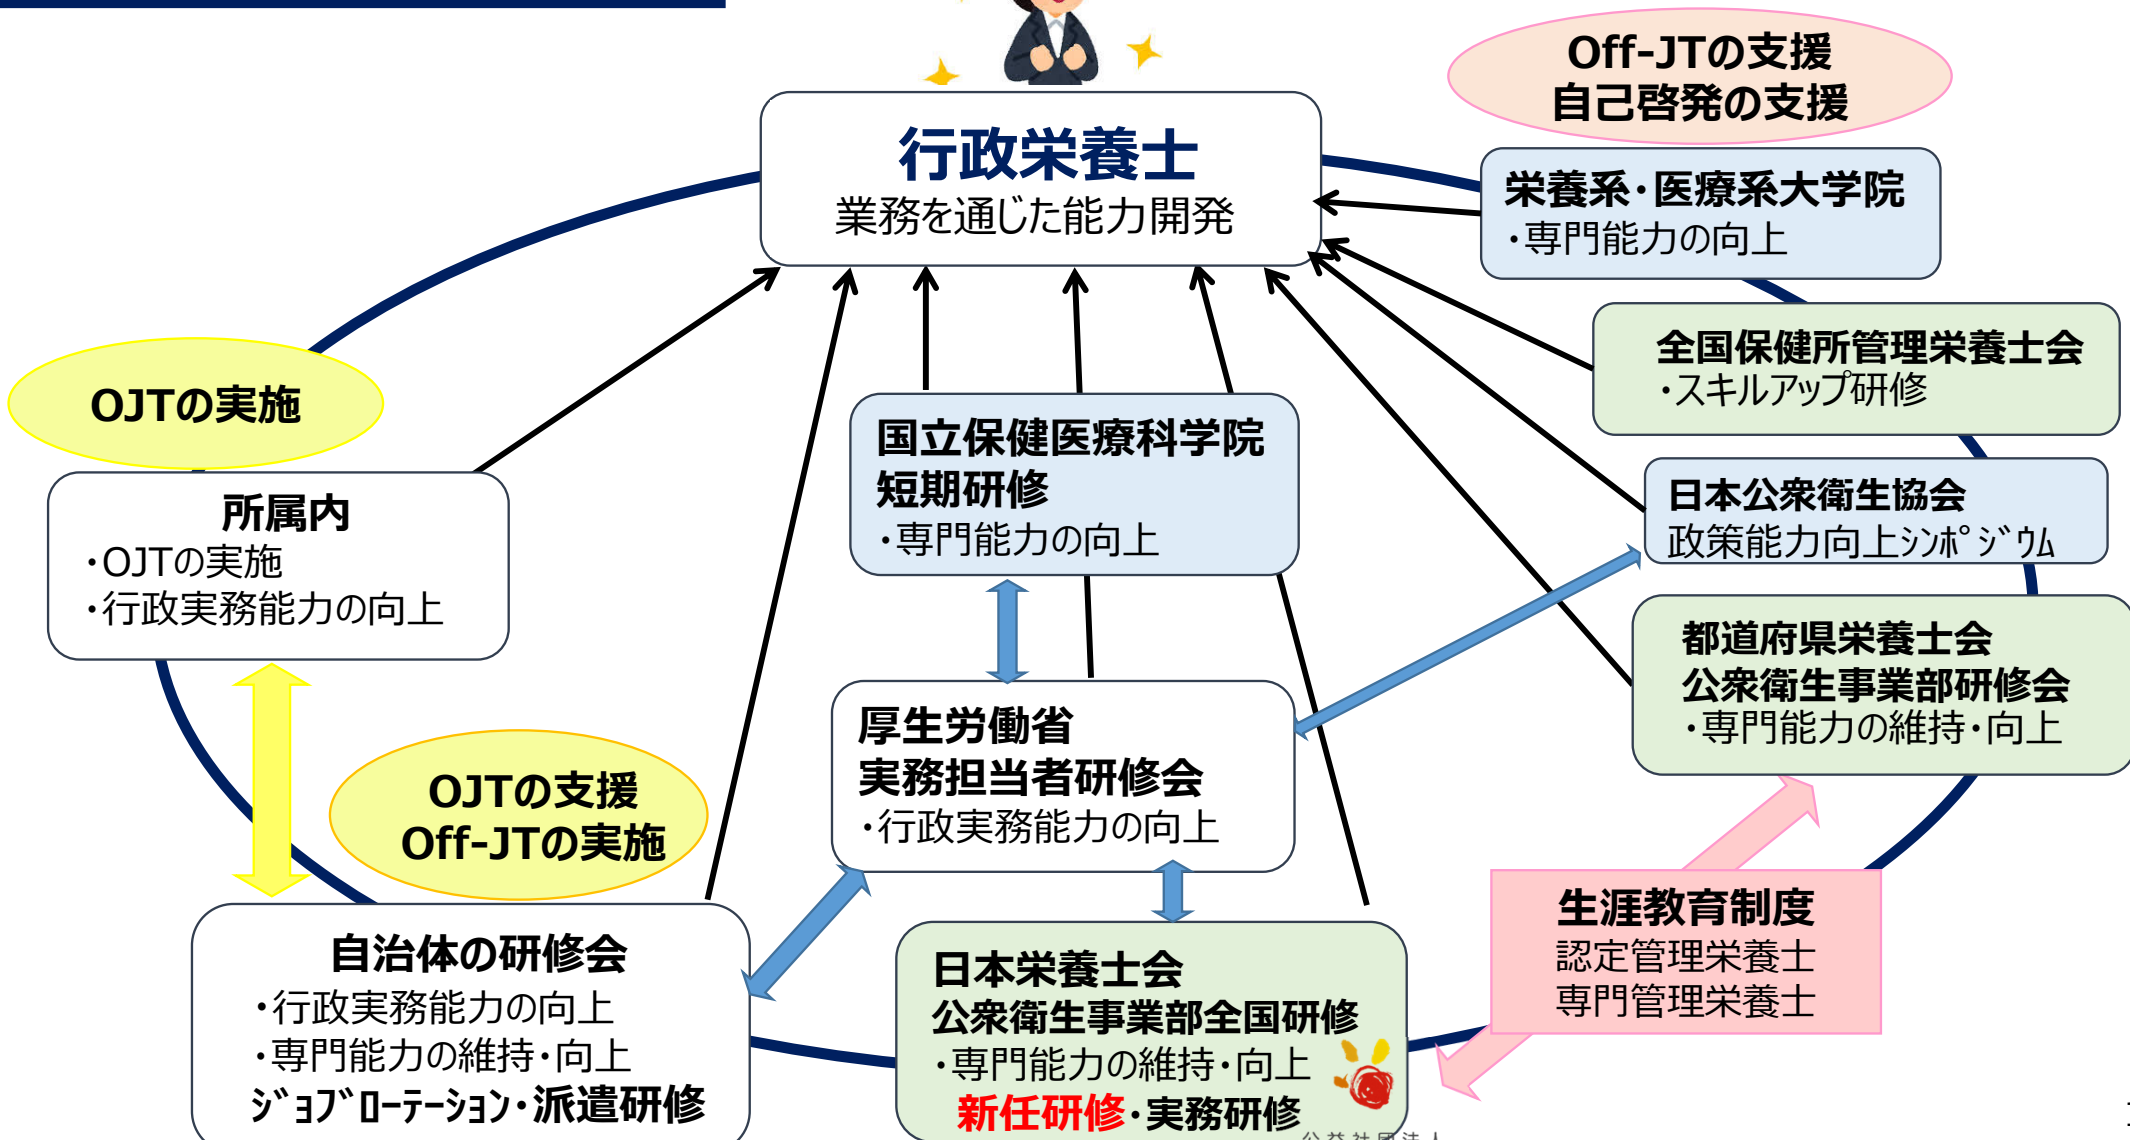 Off-JTの支援
自己啓発の支援
行政栄養士
業務を通じた能力開発
栄養系・医療系大学院
・専門能力の向上
全国保健所管理栄養士会
・スキルアップ研修
OJTの実施
国立保健医療科学院
短期研修
・専門能力の向上
日本公衆衛生協会
政策能力向上ｼﾝﾎﾟｼﾞｳﾑ
所属内
・OJTの実施
・行政実務能力の向上
都道府県栄養士会
公衆衛生事業部研修会
・専門能力の維持・向上
厚生労働省
実務担当者研修会
・行政実務能力の向上
OJTの支援
Off-JTの実施
生涯教育制度
認定管理栄養士
専門管理栄養士
自治体の研修会
・行政実務能力の向上
・専門能力の維持・向上
ｼﾞｮﾌﾞﾛｰﾃｰｼｮﾝ・派遣研修
日本栄養士会
公衆衛生事業部全国研修
・専門能力の維持・向上
新任研修・実務研修
公益社団法人